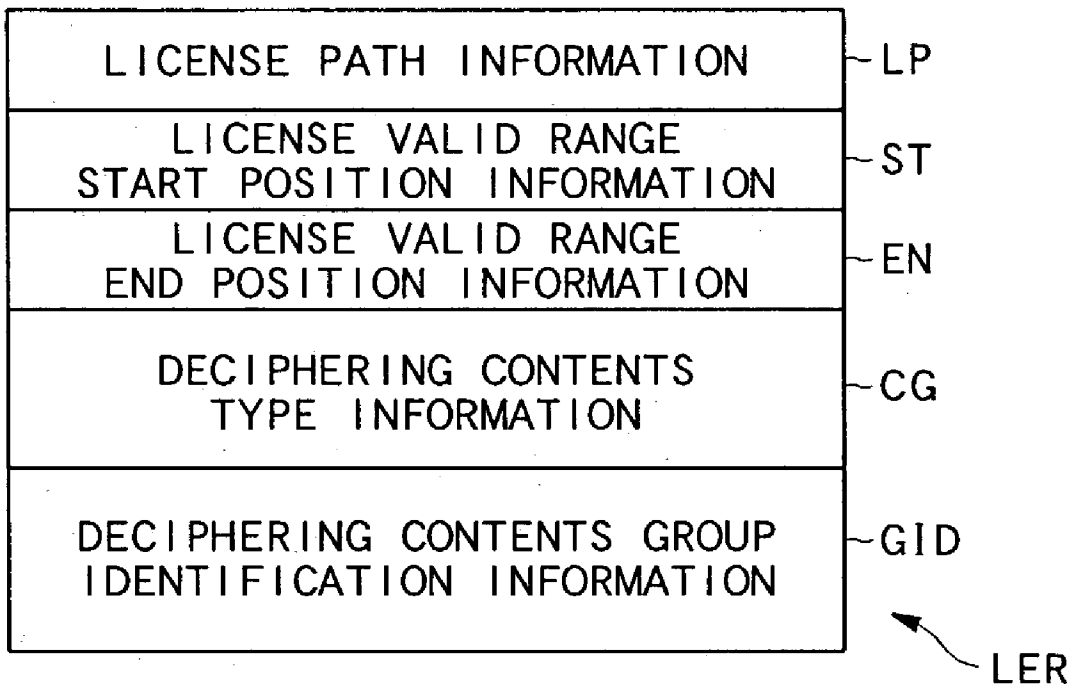 LICENSE PATH INFORMATION
LP
LICENSE VALID RANGE
START POSITION INFORMATION
ST
LICENSE VALID RANGE
END POSITION INFORMATION
EN
DECIPHERING CONTENTS
TYPE INFORMATION
CG
DECIPHERING CONTENTS GROUP
IDENTIFICATION INFORMATION
GID
LER